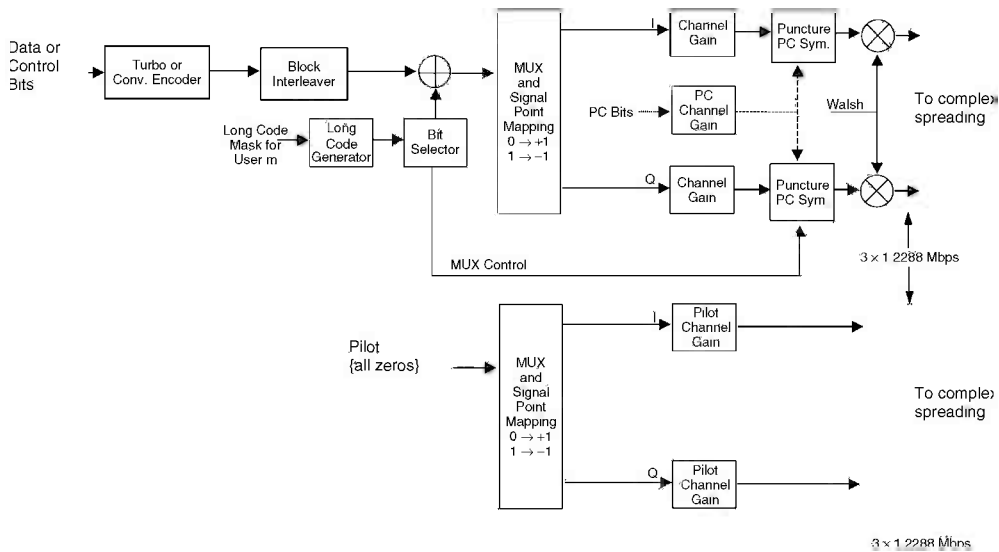 Data or
Control
Bits
Turbo or
Conv. Encoder
Block
Interleaver
Long Code
Mask for
User m
Long
Code
Generator
Bit
Selector
MUX
and
Signal
Point
Mapping
0 → +1
1 → −1
I
Channel
Gain
Puncture
PC Sym.
PC Bits
PC
Channel
Gain
Walsh
To complex
spreading
Q
Channel
Gain
Puncture
PC Sym
MUX Control
3 × 1 2288 Mbps
Pilot
{all zeros}
MUX
and
Signal
Point
Mapping
0 → +1
1 → −1
I
Pilot
Channel
Gain
To complex
spreading
Q
Pilot
Channel
Gain
3 × 1 2288 Mbps